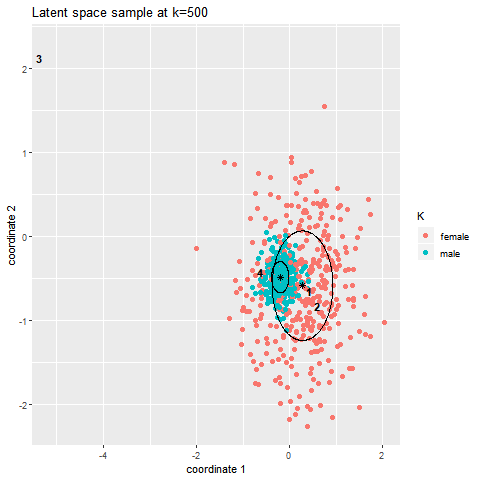 Latent space sample at k=500
3
2
1
0
-1
-2
4
1
2
-4
-2
0
2
coordinate 1
coordinate 2
K
female
male